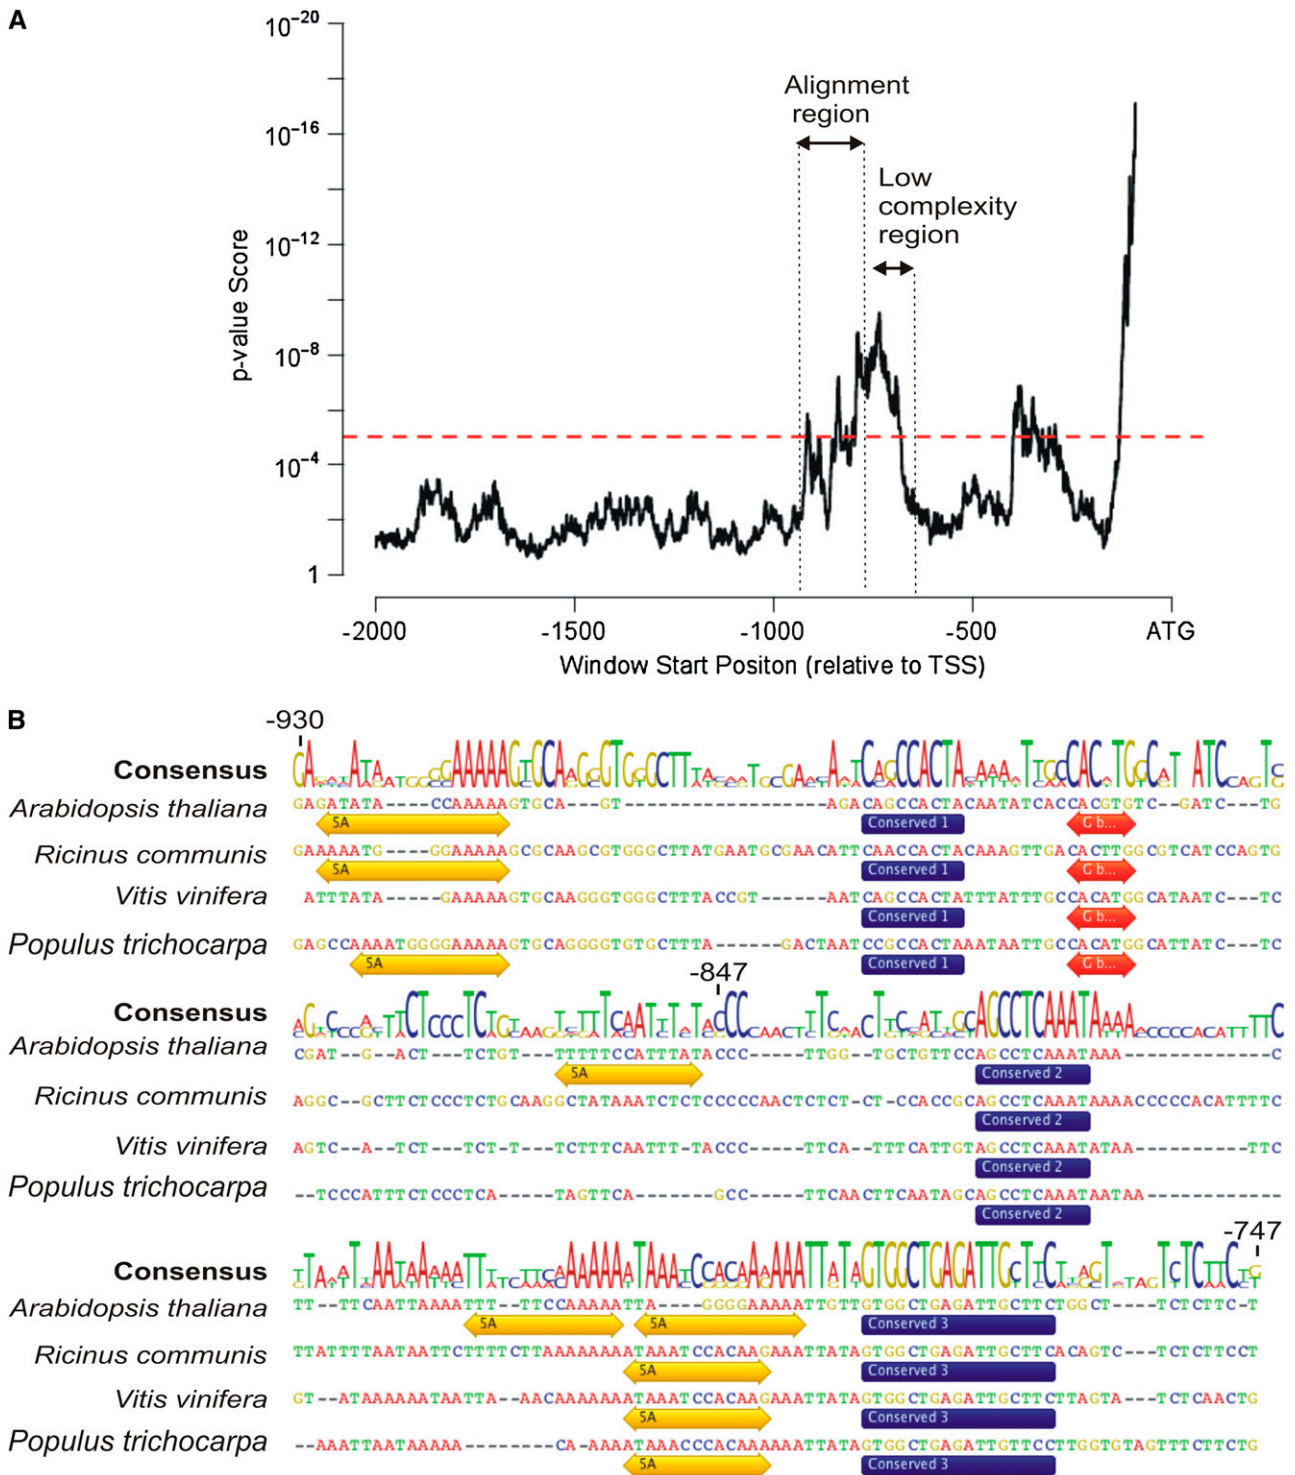 A
10⁻²⁰
10⁻¹⁶
10⁻¹²
10⁻⁸
10⁻⁴
1
p-value Score
Alignment
region
Low
complexity
region
-2000
-1500
-1000
-500
ATG
Window Start Positon (relative to TSS)
B
-930
Consensus
Arabidopsis thaliana
GAGATATA----CCAAAAAGTGCA---GT------------------AGACAGCCACTACAATATCACCACGTGTC--GATC---TG
5A
Conserved 1
G b...
Ricinus communis
GAAAAATG----GGAAAAAGCGCAAGCGTGGGCTTATGAATGCGAACATTCAACCACTACAAAGTTGACACTTGGCGTCATCCAGTG
5A
Conserved 1
G b...
Vitis vinifera
ATTTATA-----GAAAAAGTGCAAGGGTGGGCTTTACCGT------AATCAGCCACTATTTATTTGCCACATGGCATAATC---TC
Conserved 1
G b...
Populus trichocarpa
GAGCCAAAATGGGGAAAAAGTGCAGGGGTGTGCTTTA------GACTAATCCGCCACTAAATAATTGCCACATGGCATTATC---TC
5A
Conserved 1
G b...
-847
Consensus
Arabidopsis thaliana
CGAT--G-ACT---TCTGT---TTTTTCCATTTATACCC-----TTGG--TGCTGTTCCAGCCTCAAATAAA-------------C
5A
Conserved 2
Ricinus communis
AGGC--GCTTCTCCCTCTGCAAGGCTATAAATCTCTCCCCCAACTCTCT-CT-CCACCGCAGCCTCAAATAAAACCCCCACATTTTC
Conserved 2
Vitis vinifera
AGTC--A-TCT---TCT-T---TCTTTCAATTT-TACCC-----TTCA--TTTCATTGTAGCCTCAAATATAA----------TTC
Conserved 2
Populus trichocarpa
--TCCCATTTCTCCCTCA-----TAGTTCA-------GCC-----TTCAACTTCAATAGCAGCCTCAAATAATAA------------
Conserved 2
-747
Consensus
Arabidopsis thaliana
TT--TTCAATTAAAATTT--TTCCAAAAATTA----GGGGAAAAATTGTTGTGGCTGAGATTGCTTCTGGCT----TCTCTTC-T
5A
5A
Conserved 3
Ricinus communis
TTATTTTAATAATTCTTTTCTTAAAAAAAATAAATCCACAAGAAATTATAGTGGCTGAGATTGCTTCACAGTC---TCTCTTCCT
5A
Conserved 3
Vitis vinifera
GT--ATAAAAAATAATTA--AACAAAAAAATAAATCCACAAGAAATTATAGTGGCTGAGATTGCTTCTTAGTA---TCTCAACTG
5A
Conserved 3
Populus trichocarpa
--AAATTAATAAAAA--------CA-AAAATAAACCCACAAAAAATTATAGTGGCTGAGATTGTTCCTTGGTGTAGTTTCTTCTG
5A
Conserved 3